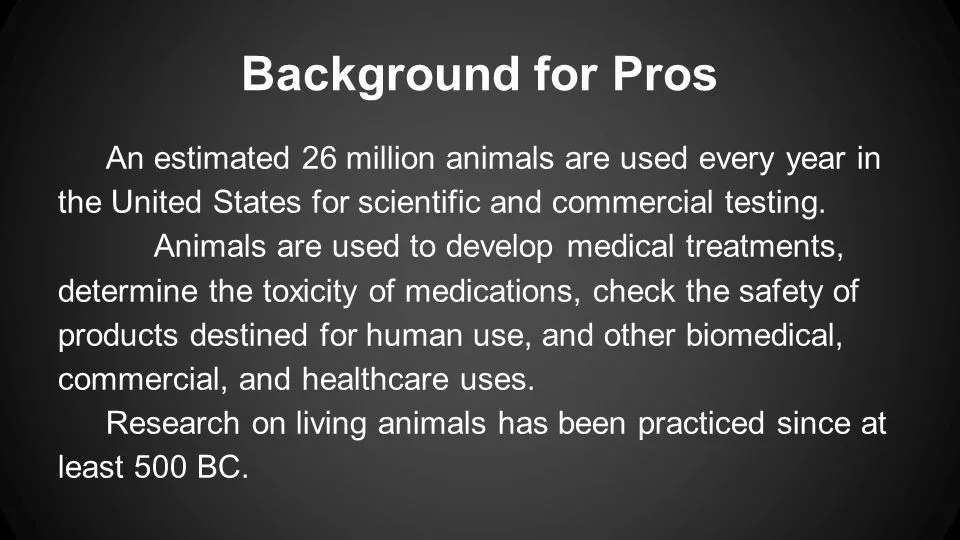 Background for Pros
An estimated 26 million animals are used every year in
the United States for scientific and commercial testing.
Animals are used to develop medical treatments,
determine the toxicity of medications, check the safety of
products destined for human use, and other biomedical,
commercial, and healthcare uses.
Research on living animals has been practiced since at
least 500 BC.